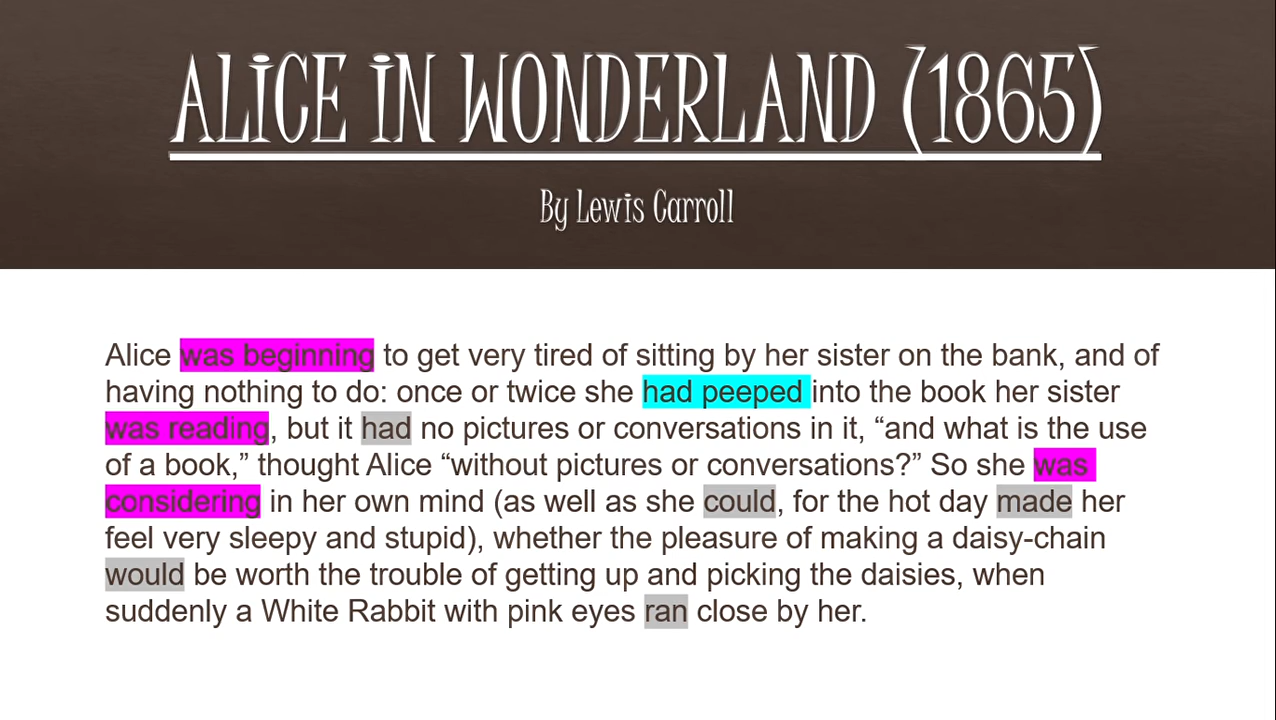 ALiCE iN WONDERLAND (1865)
By Lewis Carroll
Alice was beginning to get very tired of sitting by her sister on the bank, and of
having nothing to do: once or twice she had peeped into the book her sister
was reading, but it had no pictures or conversations in it, “and what is the use
of a book,” thought Alice “without pictures or conversations?” So she was
considering in her own mind (as well as she could, for the hot day made her
feel very sleepy and stupid), whether the pleasure of making a daisy-chain
would be worth the trouble of getting up and picking the daisies, when
suddenly a White Rabbit with pink eyes ran close by her.